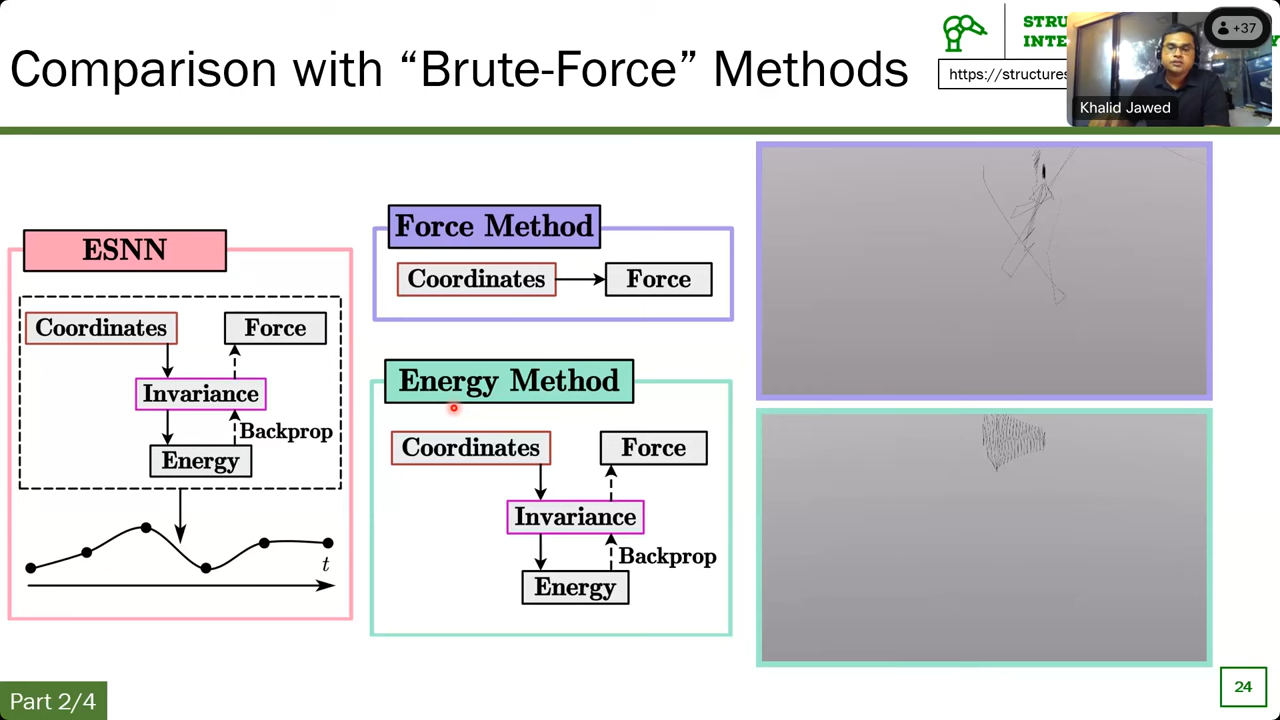 Comparison with “Brute-Force” Methods
STRU
INTE
https://structures
+37
Khalid Jawed
ESNN
Coordinates
Force
Invariance
Backprop
Energy
t
Force Method
Coordinates
Force
Energy Method
Coordinates
Force
Invariance
Backprop
Energy
Part 2/4
24